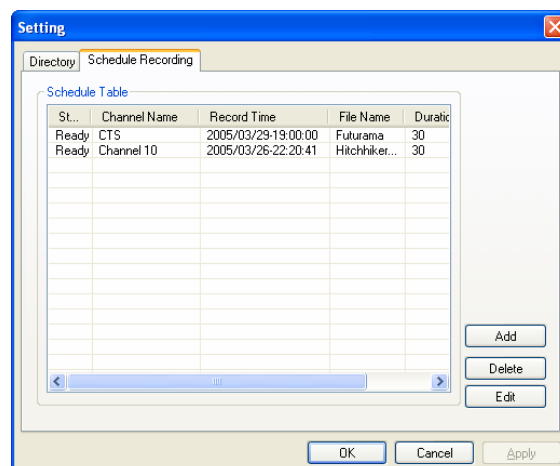 Setting
Directory Schedule Recording
Schedule Table
St... Channel Name Record Time File Name Duratic
Ready CTS 2005/03/29-19:00:00 Futurama 30
Ready Channel 10 2005/03/26-22:20:41 Hitchhiker... 30
Add
Delete
Edit
OK Cancel Apply